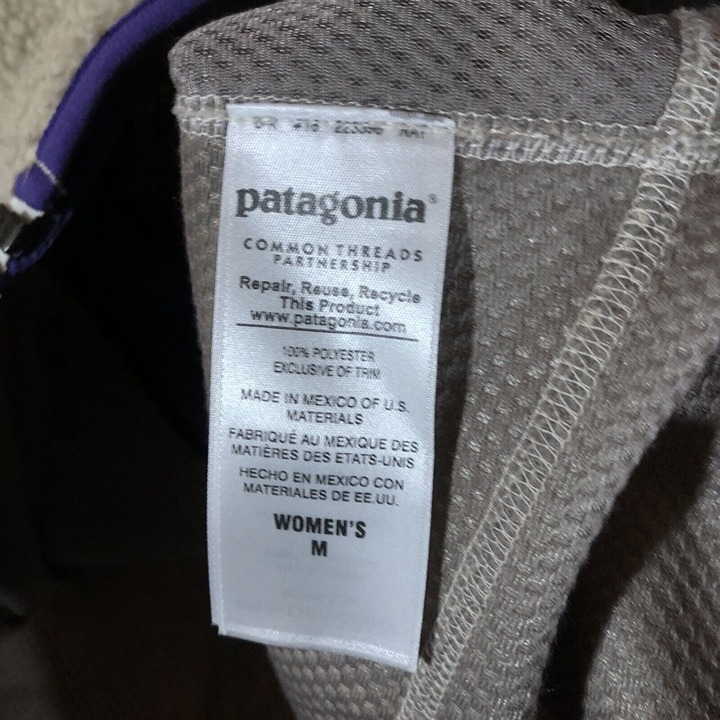 patagonia®
COMMON THREADS
PARTNERSHIP
Repair, Reuse, Recycle
This Product
www.patagonia.com
100% POLYESTER
EXCLUSIVE OF TRIM
MADE IN MEXICO OF U.S.
MATERIALS
FABRIQUÉ AU MEXIQUE DES
MATIÈRES DES ETATS-UNIS
HECHO EN MEXICO CON
MATERIALES DE EE.UU.
WOMEN'S
M